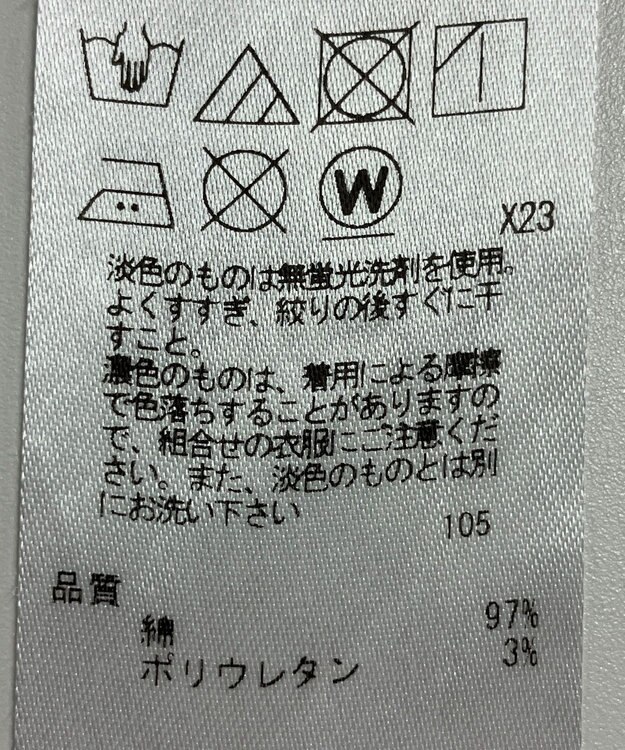 W
X23
淡色のものは無蛍光洗剤を使用。
よくすすぎ、絞りの後すぐに干
すこと。
濃色のものは、着用による摩擦
で色落ちすることがありますの
で、組合せの衣服にご注意くだ
さい。また、淡色のものとは別
にお洗い下さい
105
品質
綿 97%
ポリウレタン 3%